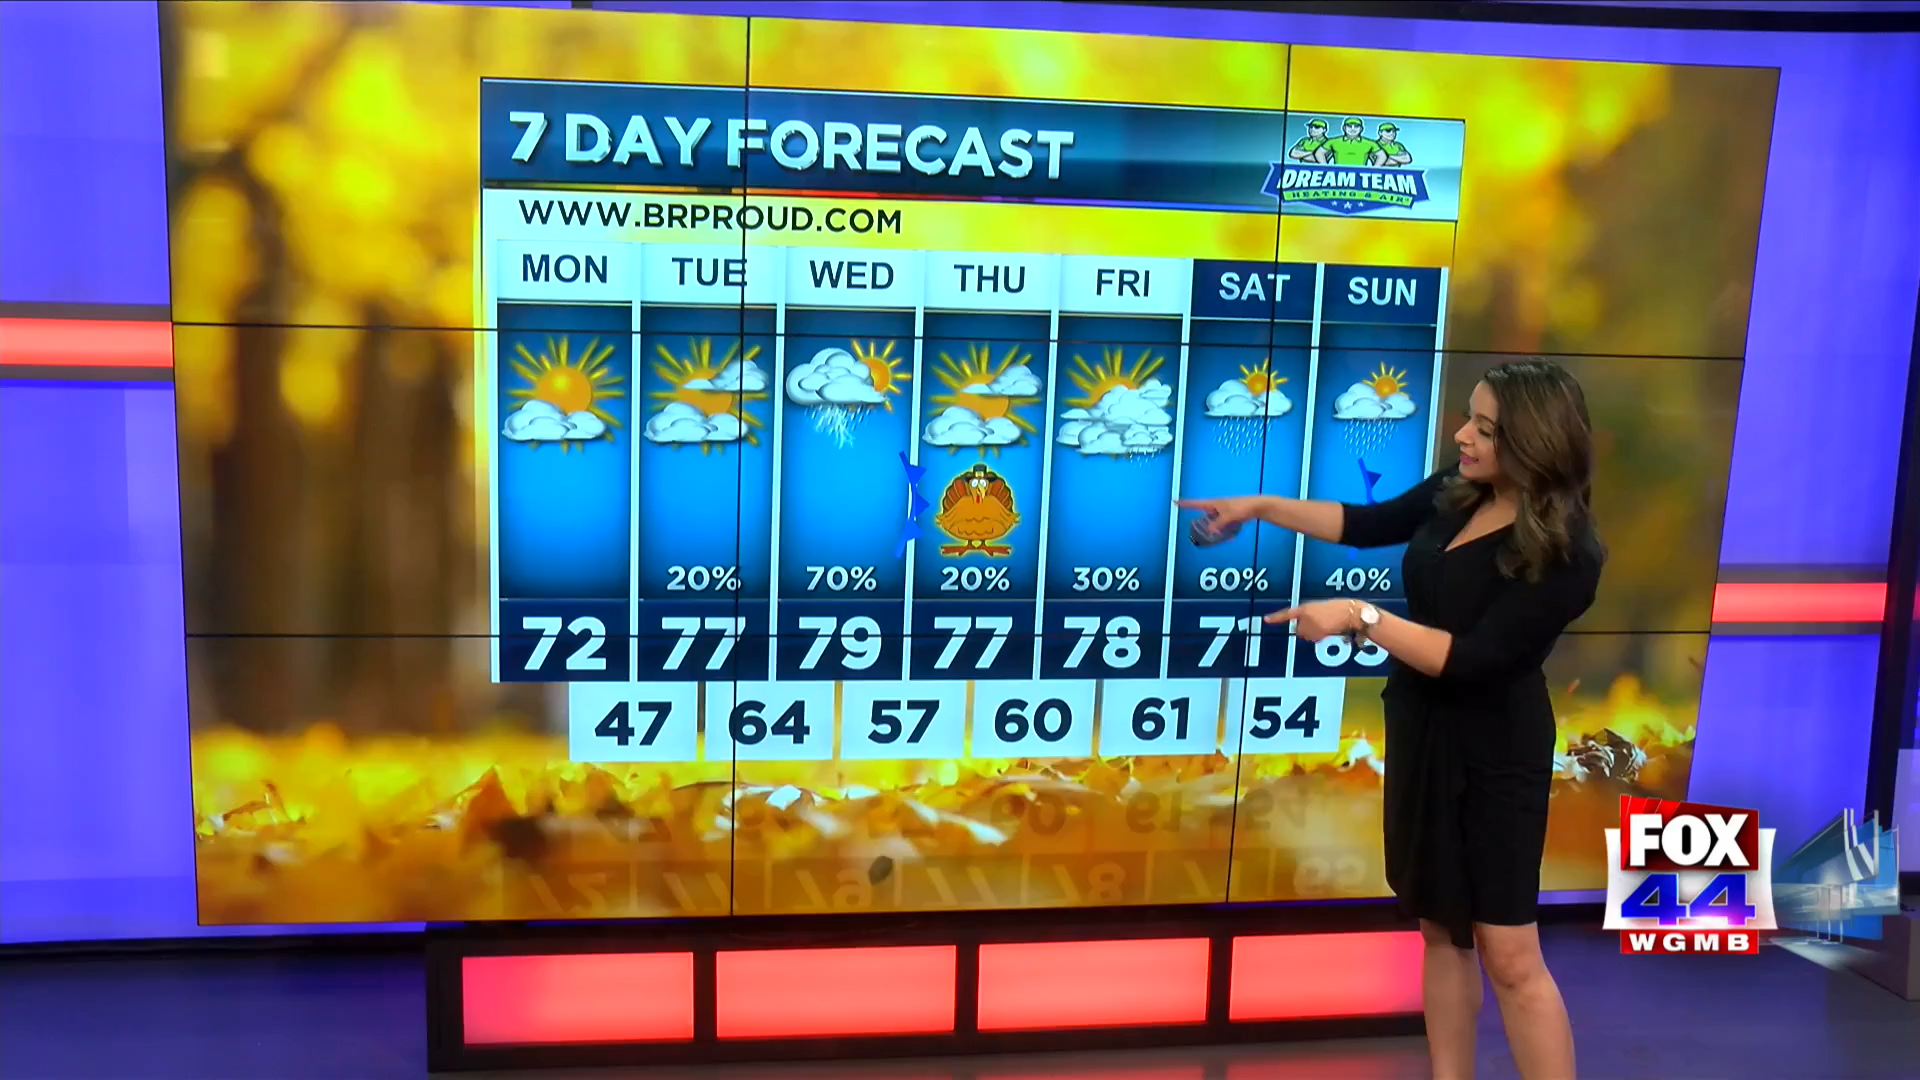 7 DAY FORECAST
DREAM TEAM
HEATING & AIR
WWW.BRPROUD.COM
MON TUE WED THU FRI SAT SUN
20% 70% 20% 30% 60% 40%
72 77 79 77 78 71
47 64 57 60 61 54
FOX
44
WGMB